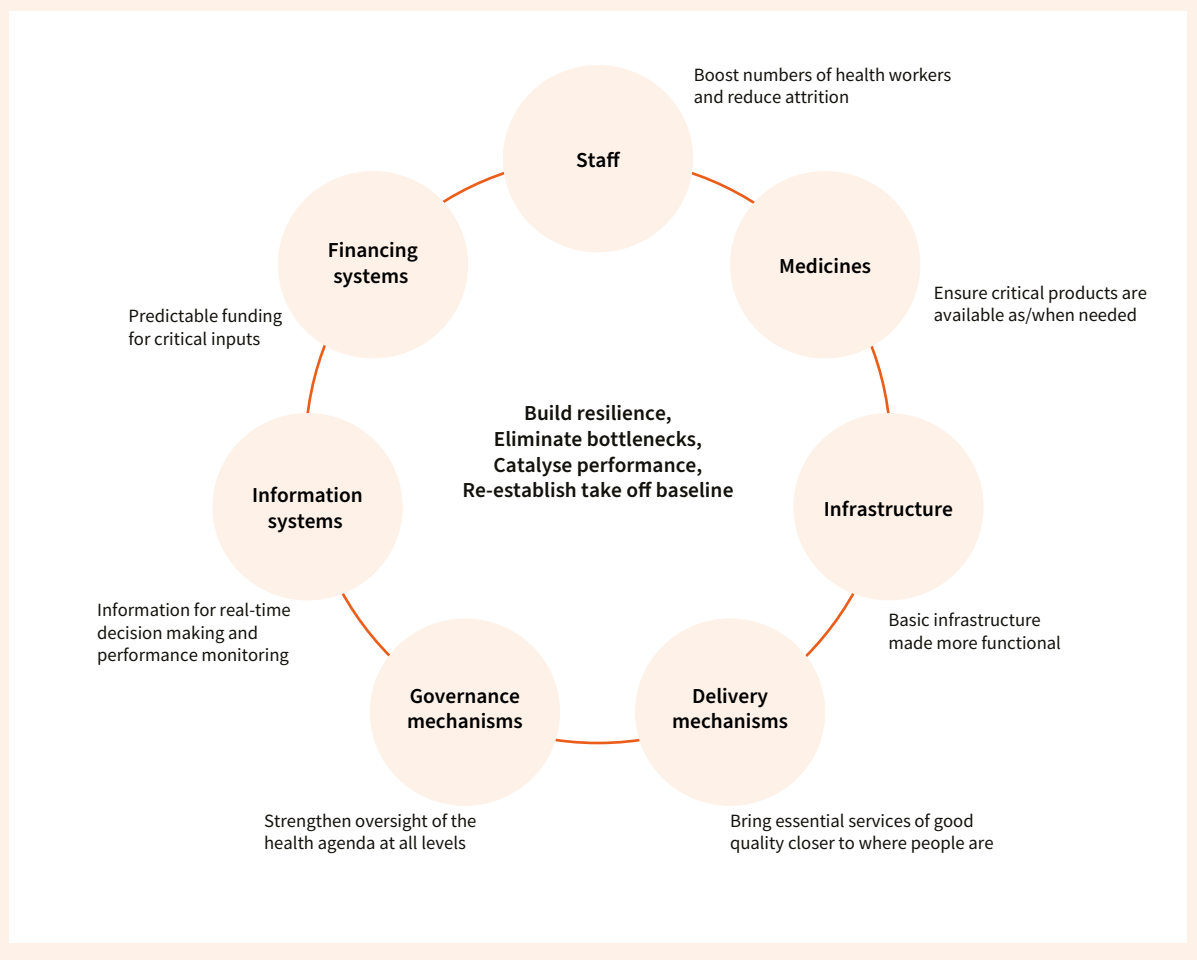 Boost numbers of health workers
and reduce attrition
Staff
Financing
systems
Medicines
Ensure critical products are
available as/when needed
Predictable funding
for critical inputs
Build resilience,
Eliminate bottlenecks,
Catalyse performance,
Re-establish take off baseline
Information
systems
Infrastructure
Information for real-time
decision making and
performance monitoring
Basic infrastructure
made more functional
Governance
mechanisms
Delivery
mechanisms
Strengthen oversight of the
health agenda at all levels
Bring essential services of good
quality closer to where people are